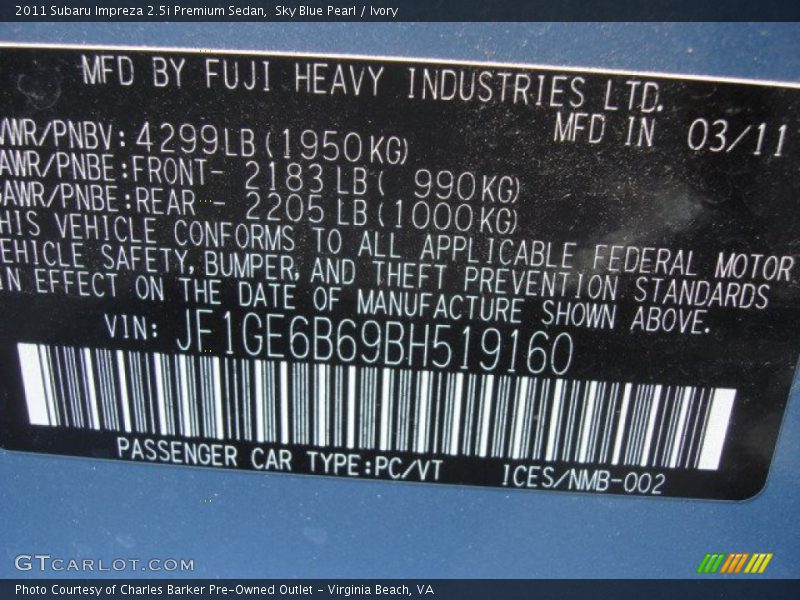 2011 Subaru Impreza 2.5i Premium Sedan, Sky Blue Pearl / Ivory
MFD BY FUJI HEAVY INDUSTRIES LTD.
VWR/PNBV: 4299LB(1950KG) MFD IN 03/11
AWR/PNBE:FRONT- 2183LB( 990KG)
AWR/PNBE:REAR - 2205LB(1000KG)
HIS VEHICLE CONFORMS TO ALL APPLICABLE FEDERAL MOTOR
EHICLE SAFETY, BUMPER, AND THEFT PREVENTION STANDARDS
IN EFFECT ON THE DATE OF MANUFACTURE SHOWN ABOVE.
VIN: JF1GE6B69BH519160
PASSENGER CAR TYPE:PC/VT ICES/NMB-002
GTCARLOT.COM
Photo Courtesy of Charles Barker Pre-Owned Outlet - Virginia Beach, VA